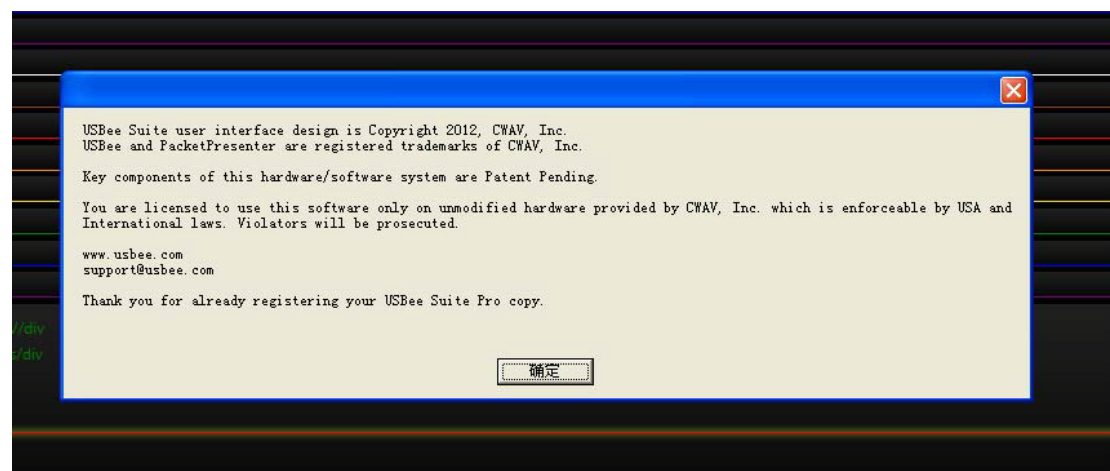 USBee Suite user interface design is Copyright 2012, CWAV, Inc.
USBee and PacketPresenter are registered trademarks of CWAV, Inc.
Key components of this hardware/software system are Patent Pending.
You are licensed to use this software only on unmodified hardware provided by CWAV, Inc. which is enforceable by USA and
International laws. Violators will be prosecuted.
www.usbee.com
support@usbee.com
Thank you for already registering your USBee Suite Pro copy.
/div
s/div
确定